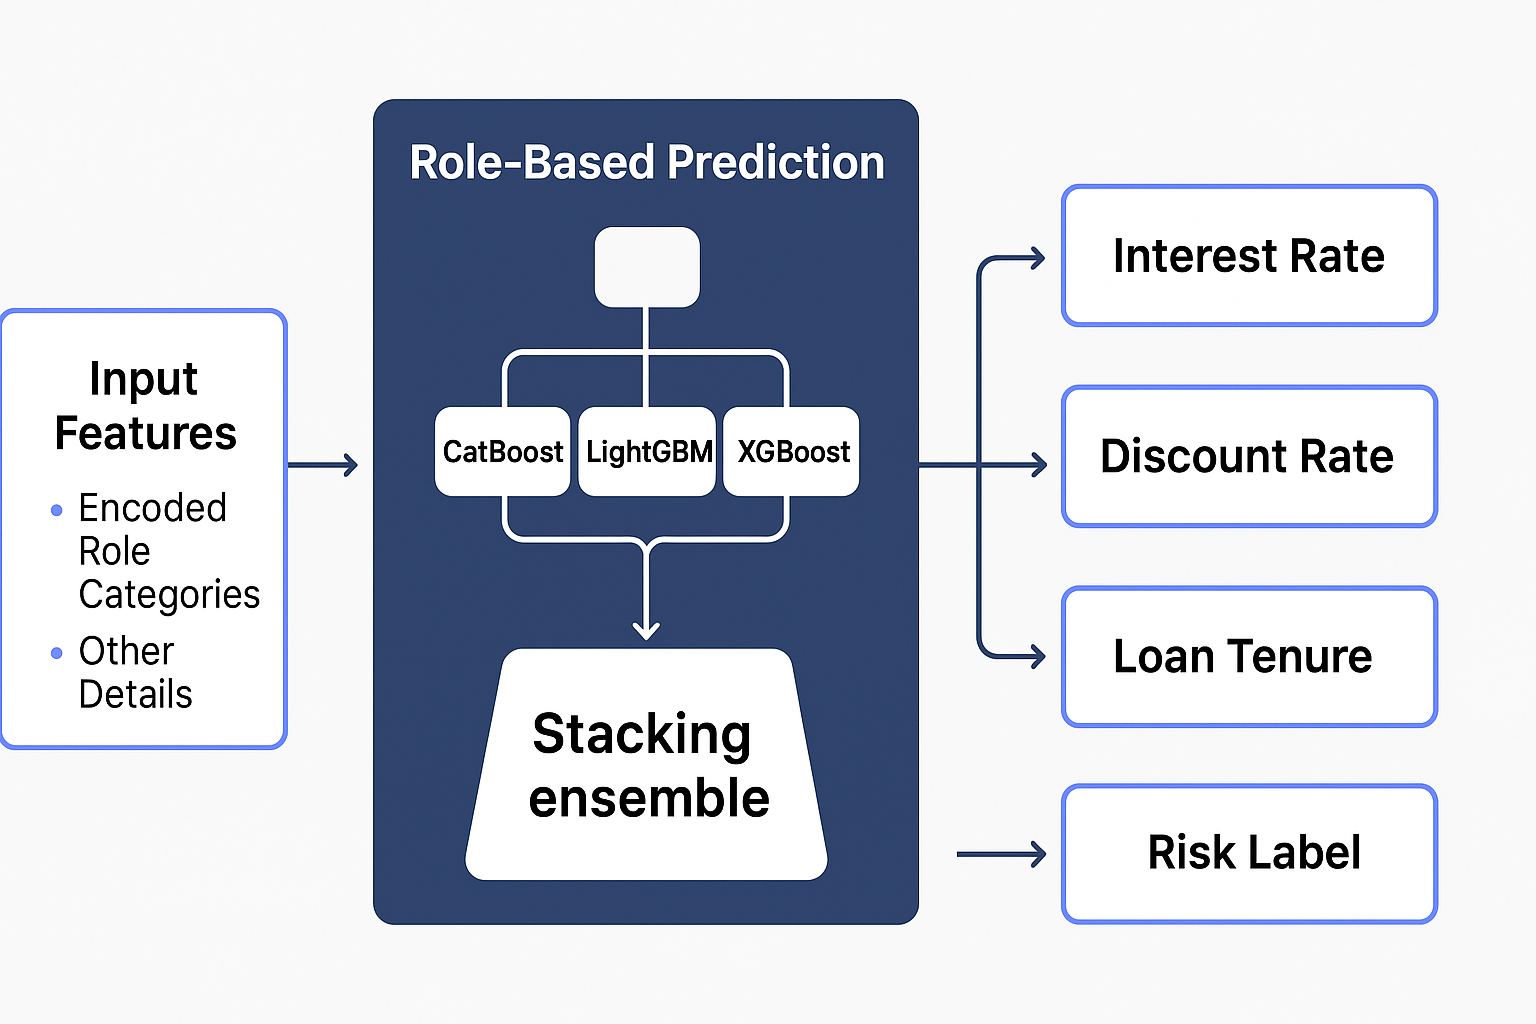 Input
Features
Encoded
Role
Categories
Other
Details
Role-Based Prediction
CatBoost
LightGBM
XGBoost
Stacking
ensemble
Interest Rate
Discount Rate
Loan Tenure
Risk Label